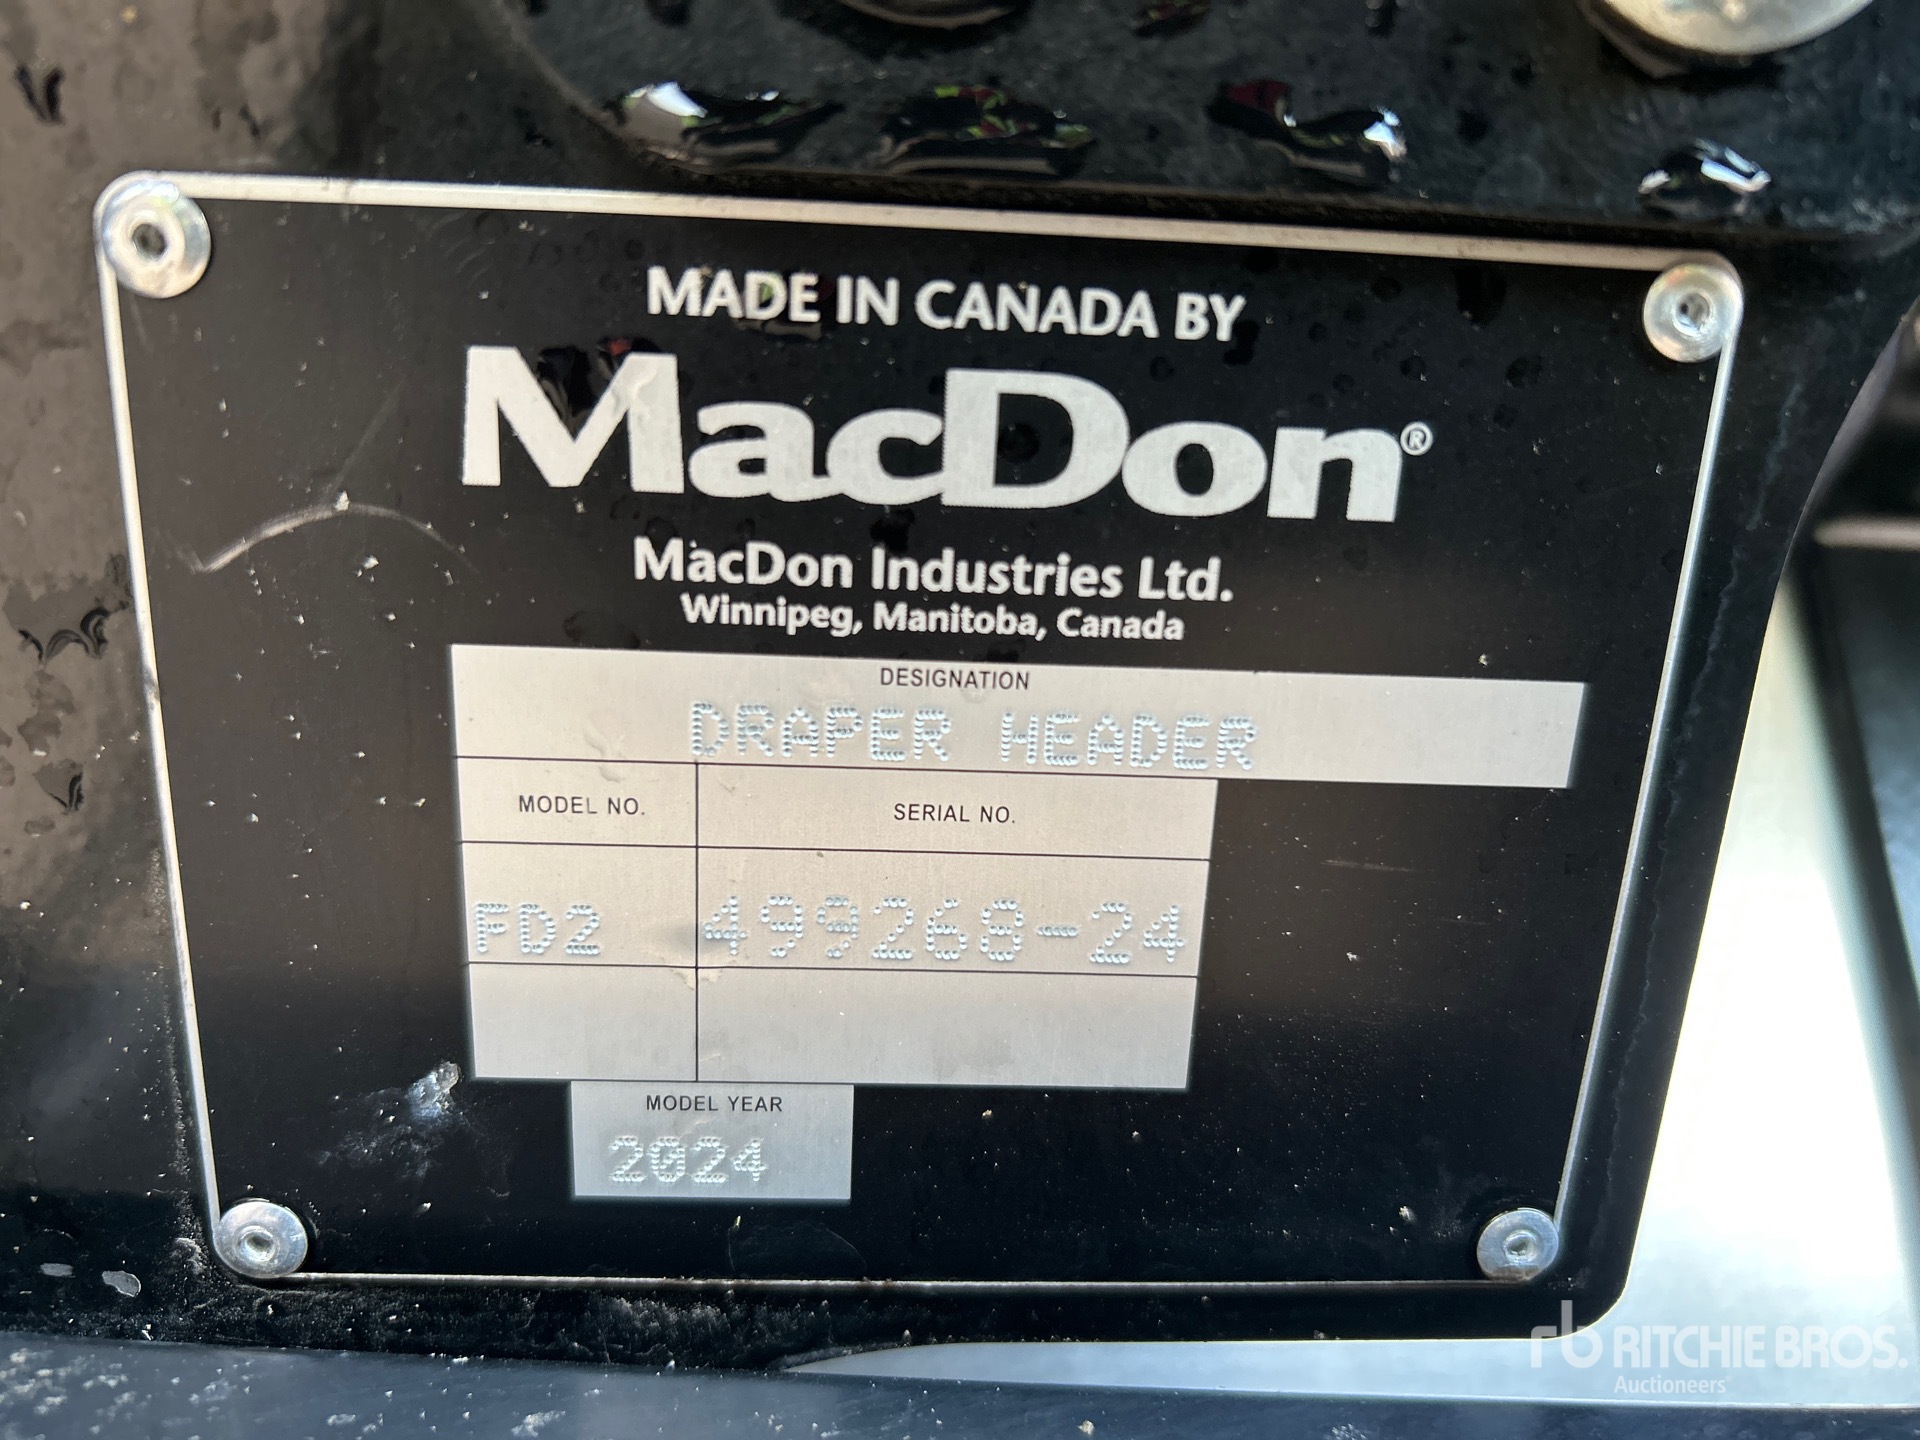 MADE IN CANADA BY
MacDon®
MacDon Industries Ltd.
Winnipeg, Manitoba, Canada
DESIGNATION
DRAPER HEADER
MODEL NO. SERIAL NO.
FD2 499268-24
MODEL YEAR
2024
rb RITCHIE BROS.
Auctioneers